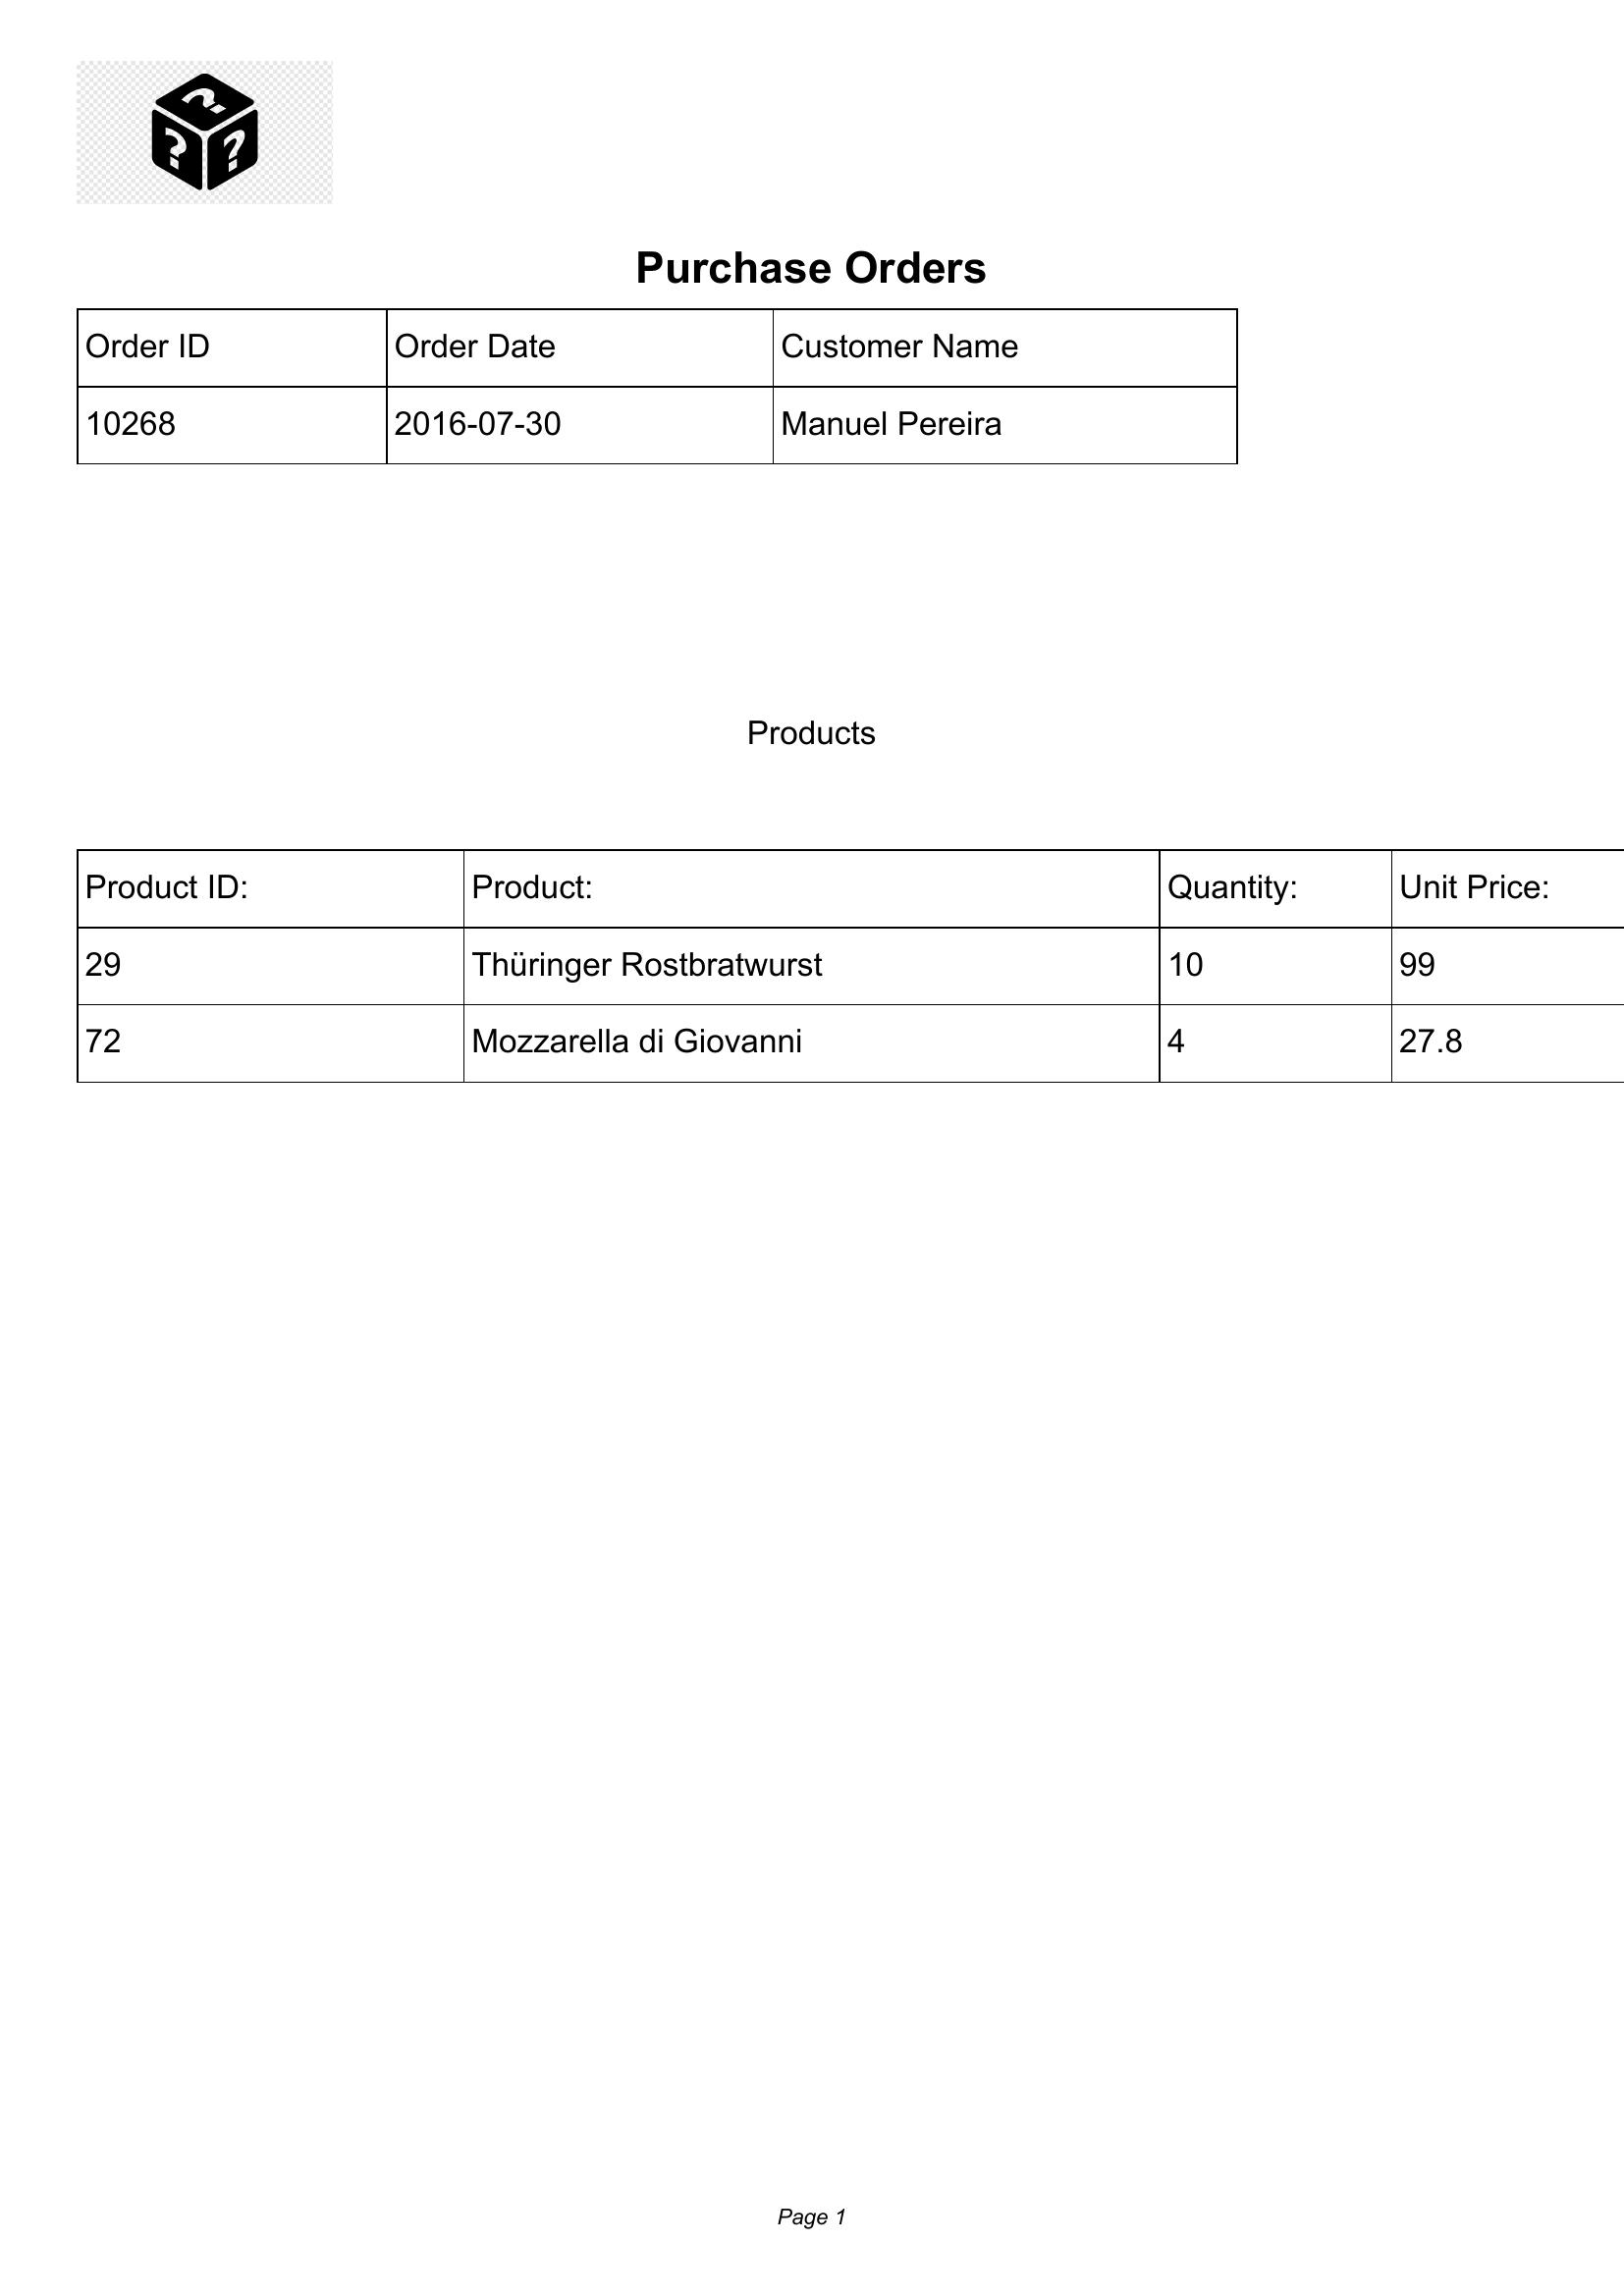 Purchase Orders
Order ID Order Date Customer Name
10268 2016-07-30 Manuel Pereira
Products
Product ID: Product: Quantity: Unit Price:
29 Thüringer Rostbratwurst 10 99
72 Mozzarella di Giovanni 4 27.8
Page 1